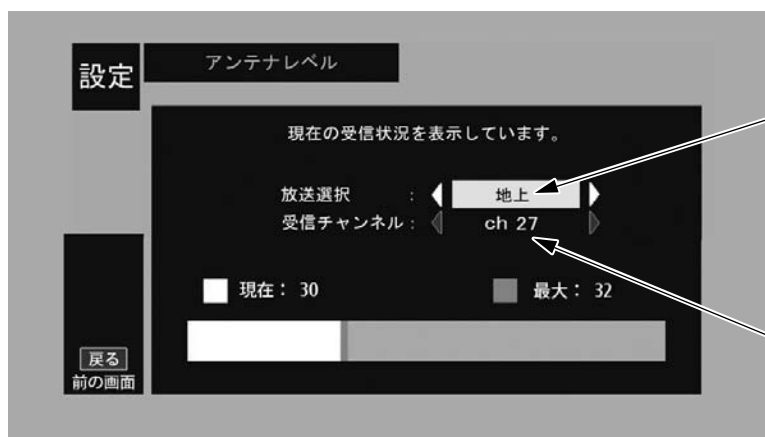 設定
アンテナレベル
現在の受信状況を表示しています。
放送選択 : 地上
受信チャンネル : ch 27
現在： 30 最大： 32
戻る
前の画面